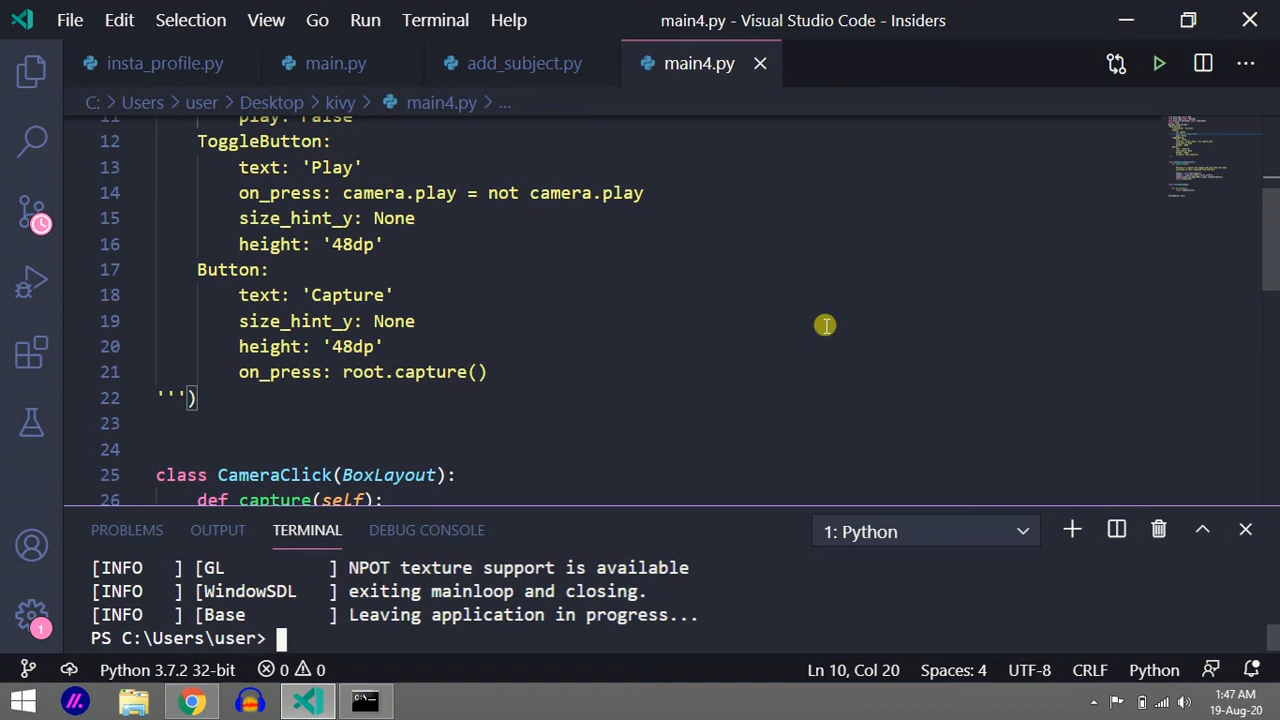 File Edit Selection View Go Run Terminal Help main4.py - Visual Studio Code - Insiders
insta_profile.py main.py add_subject.py main4.py
C: > Users > user > Desktop > kivy > main4.py > ...
11 play: False
12 ToggleButton:
13 text: 'Play'
14 on_press: camera.play = not camera.play
15 size_hint_y: None
16 height: '48dp'
17 Button:
18 text: 'Capture'
19 size_hint_y: None
20 height: '48dp'
21 on_press: root.capture()
22 ''')
23
24
25 class CameraClick(BoxLayout):
26 def capture(self):
PROBLEMS OUTPUT TERMINAL DEBUG CONSOLE 1: Python
[INFO ] [GL ] NPOT texture support is available
[INFO ] [WindowSDL ] exiting mainloop and closing.
[INFO ] [Base ] Leaving application in progress...
PS C:\Users\user>
1
Python 3.7.2 32-bit 0 0 Ln 10, Col 20 Spaces: 4 UTF-8 CRLF Python
1:47 AM
19-Aug-20